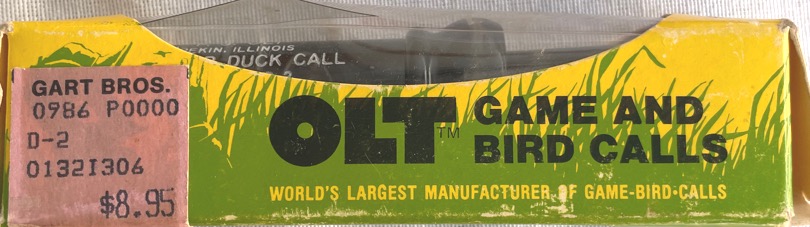 EKIN, ILLINOIS
DUCK CALL
GART BROS.
0986 P0000
D-2
01321306
$8.95
OLT™
GAME AND
BIRD CALLS
WORLD'S LARGEST MANUFACTURER OF GAME-BIRD•CALLS